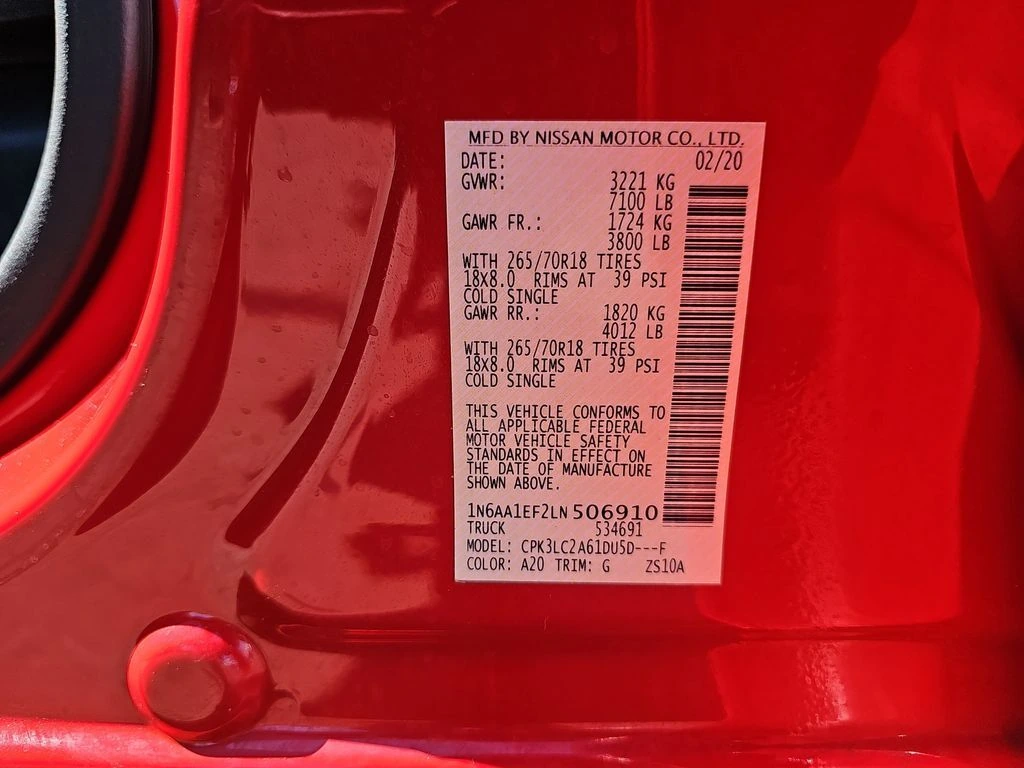 MFD BY NISSAN MOTOR CO., LTD.
DATE: 02/20
GVWR: 3221 KG
7100 LB
GAWR FR.: 1724 KG
3800 LB
WITH 265/70R18 TIRES
18X8.0 RIMS AT 39 PSI
COLD SINGLE
GAWR RR.: 1820 KG
4012 LB
WITH 265/70R18 TIRES
18X8.0 RIMS AT 39 PSI
COLD SINGLE
THIS VEHICLE CONFORMS TO
ALL APPLICABLE FEDERAL
MOTOR VEHICLE SAFETY
STANDARDS IN EFFECT ON
THE DATE OF MANUFACTURE
SHOWN ABOVE.
1N6AA1EF2LN506910
TRUCK 534691
MODEL: CPK3LC2A61DU5D---F
COLOR: A20 TRIM: G ZS10A